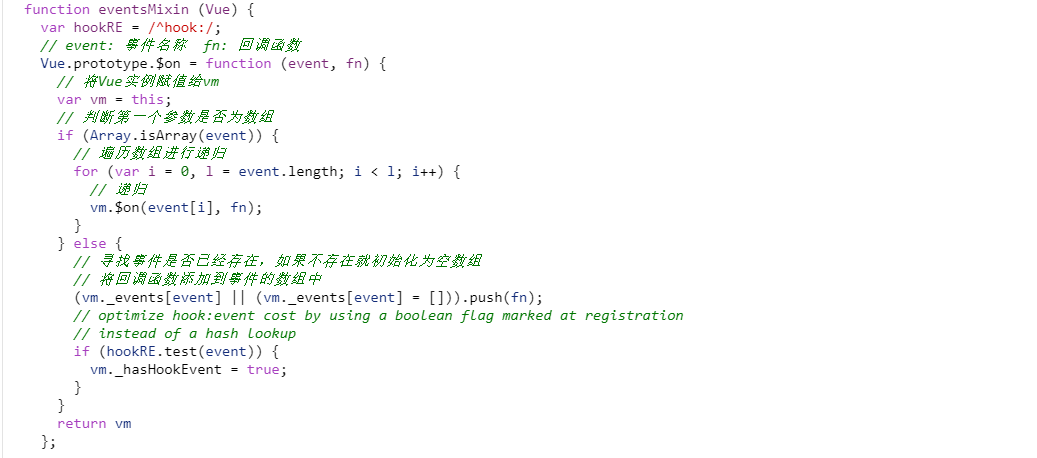 function eventsMixin (Vue) {
  var hookRE = /^hook:/;
  // event: 事件名称  fn: 回调函数
  Vue.prototype.$on = function (event, fn) {
    // 将Vue实例赋值给vm
    var vm = this;
    // 判断第一个参数是否为数组
    if (Array.isArray(event)) {
      // 遍历数组进行递归
      for (var i = 0, l = event.length; i < l; i++) {
        // 递归
        vm.$on(event[i], fn);
      }
    } else {
      // 寻找事件是否已经存在，如果不存在就初始化为空数组
      // 将回调函数添加到事件的数组中
      (vm._events[event] || (vm._events[event] = [])).push(fn);
      // optimize hook:event cost by using a boolean flag marked at registration
      // instead of a hash lookup
      if (hookRE.test(event)) {
        vm._hasHookEvent = true;
      }
    }
    return vm
  };